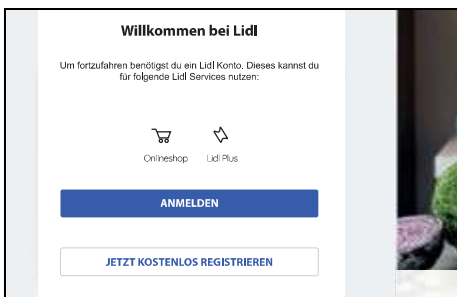 Willkommen bei Lidl
Um fortzufahren benötigst du ein Lidl Konto. Dieses kannst du
für folgende Lidl Services nutzen:
Onlineshop Lidl Plus
ANMELDEN
JETZT KOSTENLOS REGISTRIEREN